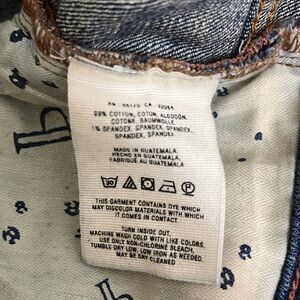 RN 66170 CA 32054
99% COTTON, COTON, ALGODÓN,
COTONE, BAUMWOLLE
1% SPANDEX, SPANDEX, SPANDEX,
SPANDEX, SPANDEX
MADE IN GUATEMALA
HECHO EN GUATEMALA
FABRIQUÉ AU GUATEMALA
THIS GARMENT CONTAINS DYE WHICH
MAY DISCOLOR MATERIALS WITH WHICH
IT COMES IN CONTACT
TURN INSIDE OUT,
MACHINE WASH COLD WITH LIKE COLORS,
USE ONLY NON-CHLORINE BLEACH,
TUMBLE DRY LOW, LOW IRON AS NEEDED,
MAY BE DRY CLEANED